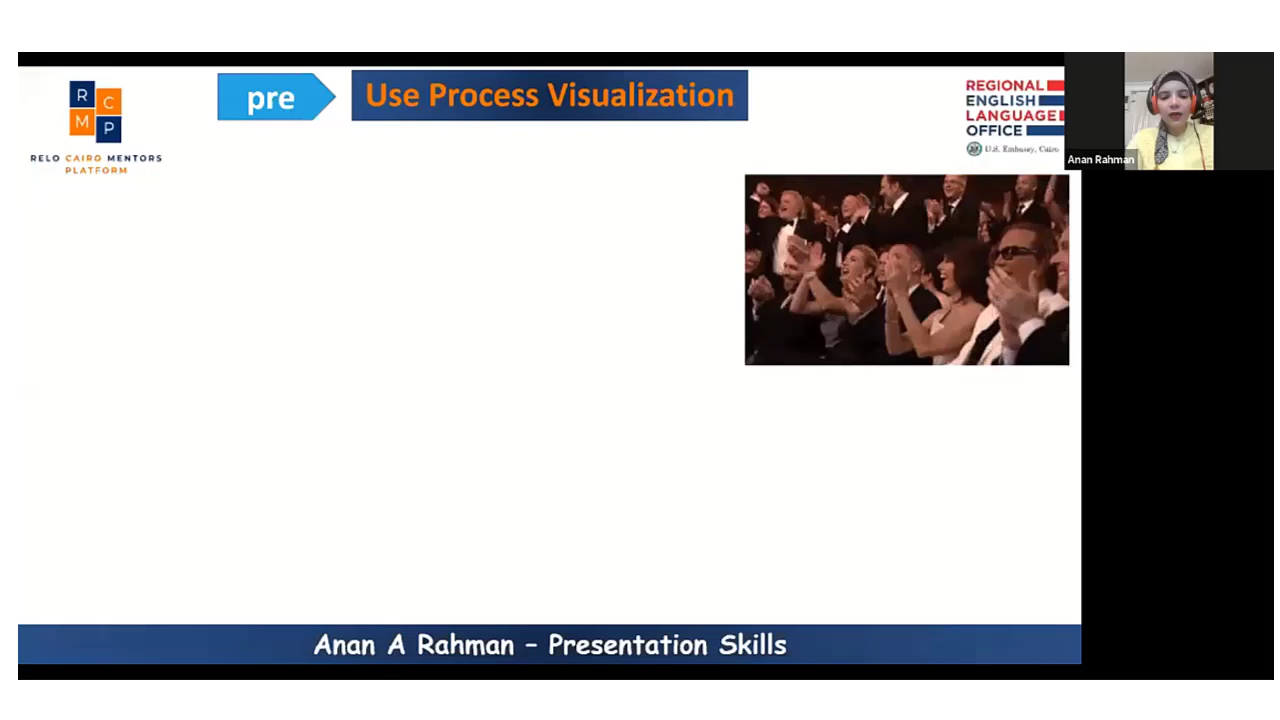 R
C
M
P
RELO CAIRO MENTORS
PLATFORM
pre
Use Process Visualization
REGIONAL
ENGLISH
LANGUAGE
OFFICE
U.S. Embassy, Cairo
Anan Rahman
Anan A Rahman – Presentation Skills